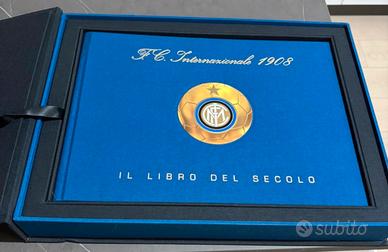 F.C. Internazionale 1908
IL LIBRO DEL SECOLO
subito